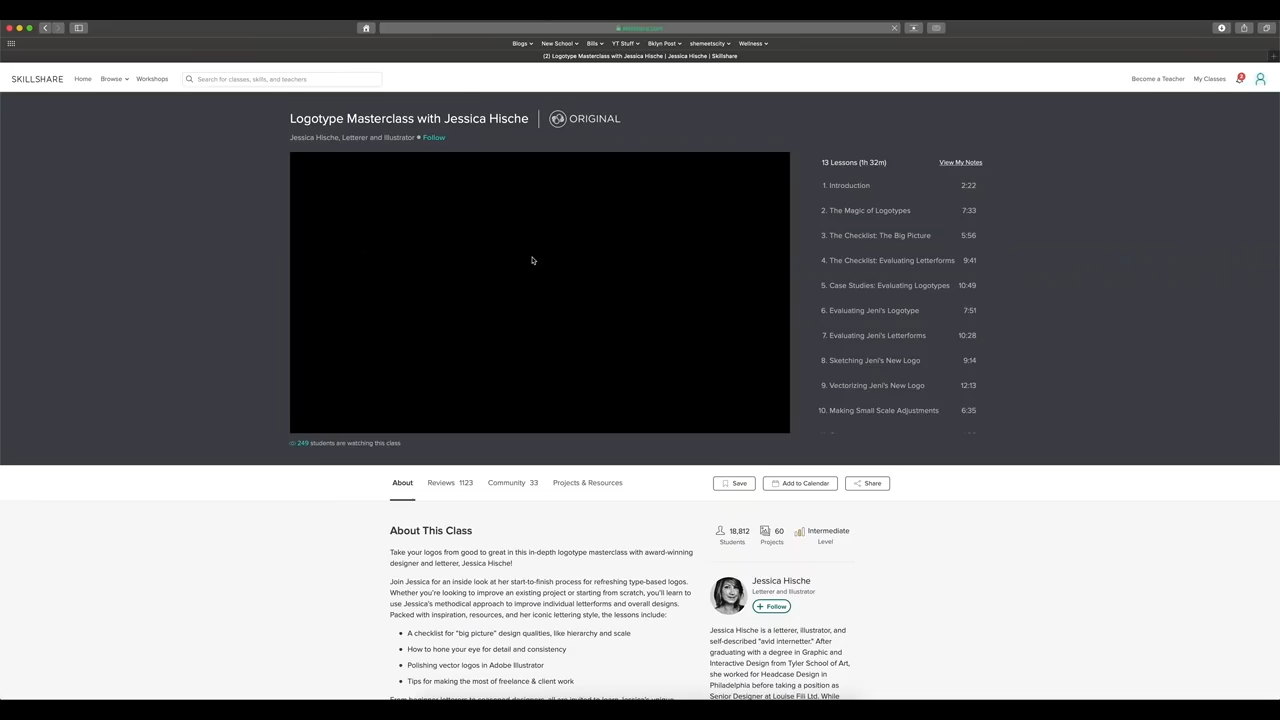 Blogs New School Bills YT Stuff Bklyn Post shemeetscity Wellness
(2) Logotype Masterclass with Jessica Hische | Jessica Hische | Skillshare
SKILLSHARE Home Browse Workshops Search for classes, skills, and teachers Become a Teacher My Classes 2
Logotype Masterclass with Jessica Hische ORIGINAL
Jessica Hische, Letterer and Illustrator • Follow
13 Lessons (1h 32m) View My Notes
1. Introduction 2:22
2. The Magic of Logotypes 7:33
3. The Checklist: The Big Picture 5:56
4. The Checklist: Evaluating Letterforms 9:41
5. Case Studies: Evaluating Logotypes 10:49
6. Evaluating Jeni's Logotype 7:51
7. Evaluating Jeni's Letterforms 10:28
8. Sketching Jeni's New Logo 9:14
9. Vectorizing Jeni's New Logo 12:13
10. Making Small Scale Adjustments 6:35
249 students are watching this class
About Reviews 1123 Community 33 Projects & Resources Save Add to Calendar Share
About This Class
Take your logos from good to great in this in-depth logotype masterclass with award-winning
designer and letterer, Jessica Hische!
Join Jessica for an inside look at her start-to-finish process for refreshing type-based logos.
Whether you're looking to improve an existing project or starting from scratch, you'll learn to
use Jessica's methodical approach to improve individual letterforms and overall designs.
Packed with inspiration, resources, and her iconic lettering style, the lessons include:
• A checklist for "big picture" design qualities, like hierarchy and scale
• How to hone your eye for detail and consistency
• Polishing vector logos in Adobe Illustrator
• Tips for making the most of freelance & client work
18,812 60 Intermediate
Students Projects Level
Jessica Hische
Letterer and Illustrator
+ Follow
Jessica Hische is a letterer, illustrator, and
self-described "avid internetter." After
graduating with a degree in Graphic and
Interactive Design from Tyler School of Art,
she worked for Headcase Design in
Philadelphia before taking a position as
Senior Designer at Louise Fili Ltd. While